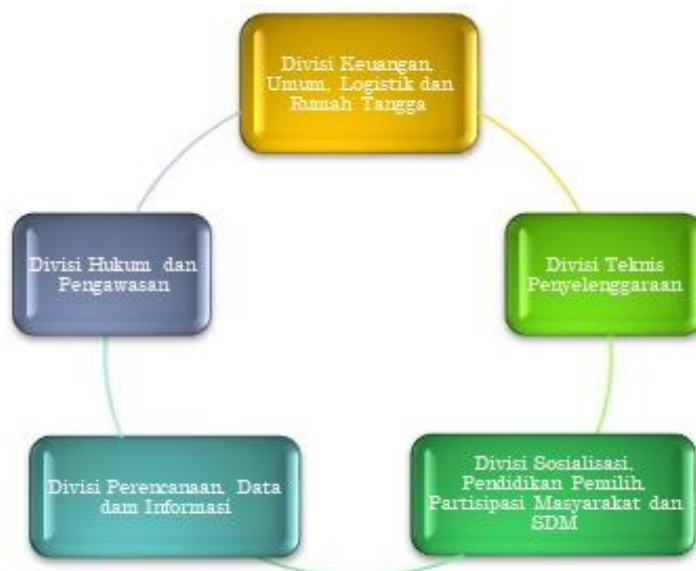 Divisi Keuangan,
Umum, Logistik dan
Rumah Tangga
Divisi Teknis
Penyelenggaraan
Divisi Sosialisasi,
Pendidikan Pemilih,
Partisipasi Masyarakat dan
SDM
Divisi Perencanaan, Data
dam Informasi
Divisi Hukum dan
Pengawasan